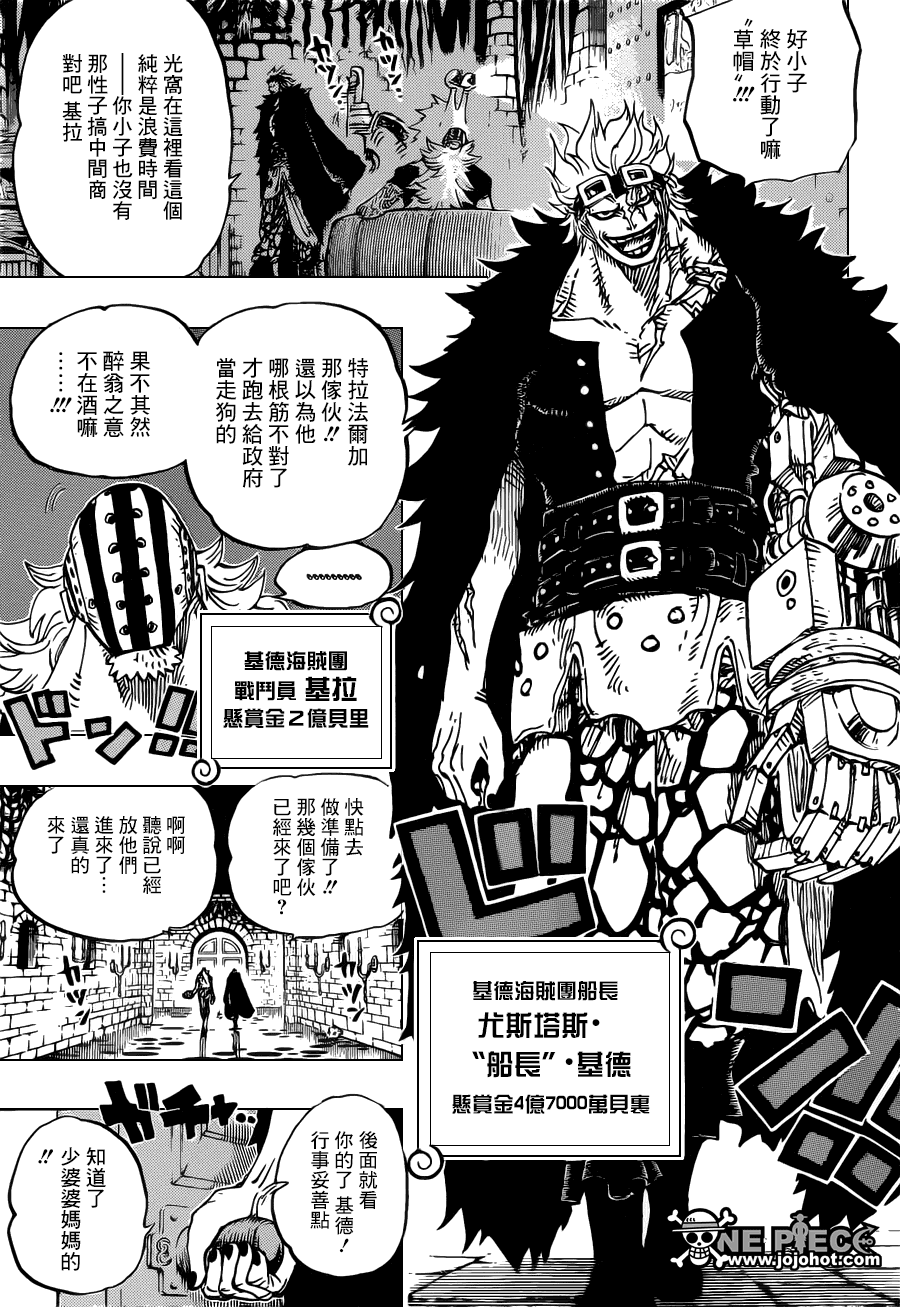 好小子
終於行動了嘛
〝草帽〞!!!
光窩在這裡看這個
純粹是浪費時間
——你小子也沒有
那性子搞中間商
對吧 基拉
特拉法爾加
那傢伙!!
還以為他
哪根筋不對了
才跑去給政府
當走狗的
果不其然
醉翁之意
不在酒嘛
……!!!
…………
基德海賊團
戰鬥員 基拉
懸賞金2億貝里
ドン!!
快點去
做準備了!!
那幾個傢伙
已經來了吧?
啊啊
聽說已經
放他們
進來了…
還真的
來了
基德海賊團船長
尤斯塔斯·
“船長”·基德
懸賞金4億7000萬貝裏
ドン!!
ガチャ…
後面就看
你的了 基德!
行事妥善點
知道了
少婆婆媽媽的
!!
ONE PIECE
www.jojohot.com